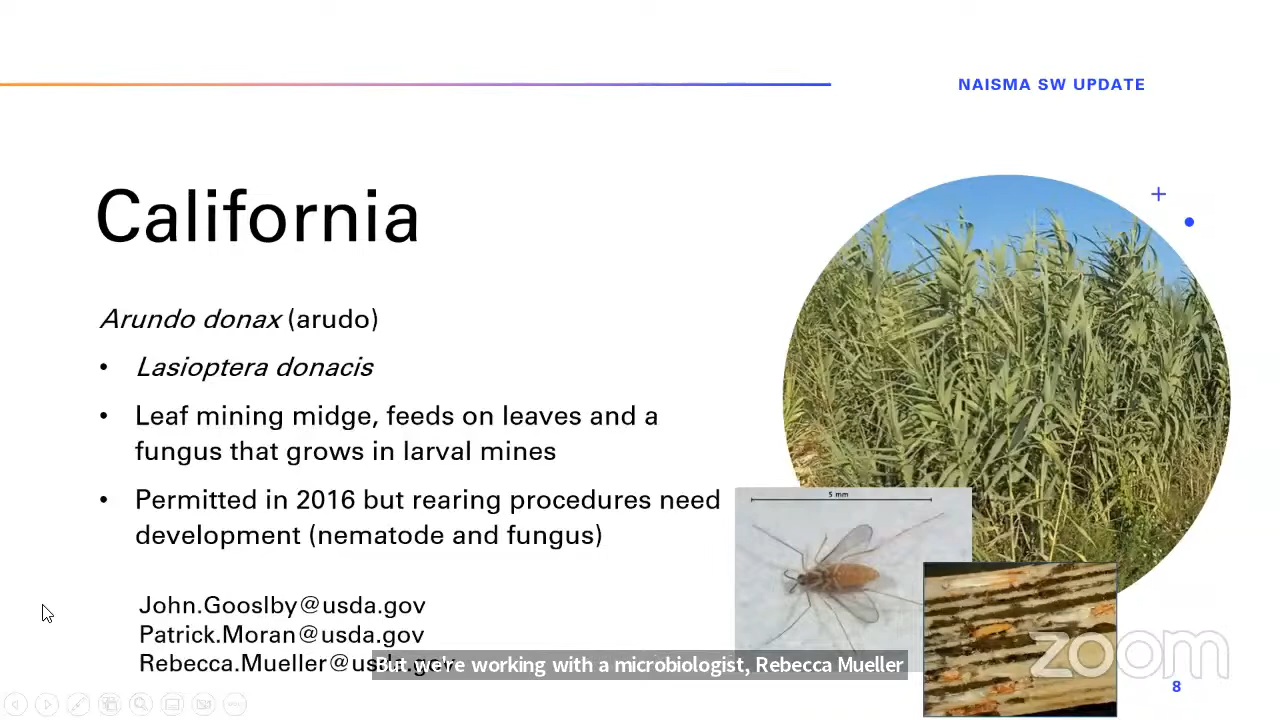 NAISMA SW UPDATE
California
Arundo donax (arudo)
• Lasioptera donacis
• Leaf mining midge, feeds on leaves and a
fungus that grows in larval mines
• Permitted in 2016 but rearing procedures need
development (nematode and fungus)
5 mm
John.Gooslby@usda.gov
Patrick.Moran@usda.gov
Rebecca.Mueller@usda.gov
But, we're working with a microbiologist, Rebecca Mueller
zoom
8